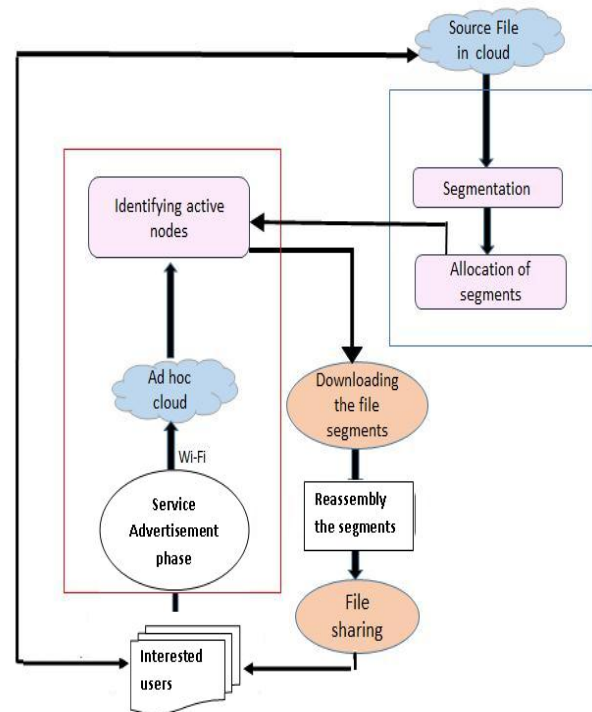 Source File
in cloud
Segmentation
Allocation of
segments
Identifying active
nodes
Ad hoc
cloud
Wi-Fi
Service
Advertisement
phase
Interested
users
Downloading
the file
segments
Reassembly
the segments
File
sharing